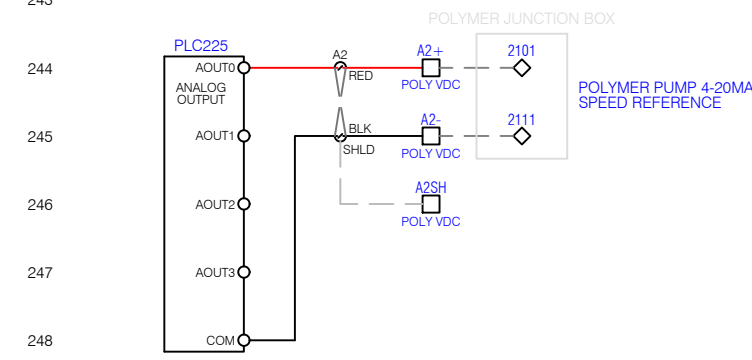 POLYMER JUNCTION BOX
PLC225
A2
A2+
2101
244
AOUT0
RED
POLY VDC
ANALOG
OUTPUT
POLYMER PUMP 4-20MA
SPEED REFERENCE
A2-
2111
245
AOUT1
BLK
SHLD
POLY VDC
A2SH
246
AOUT2
POLY VDC
247
AOUT3
248
COM